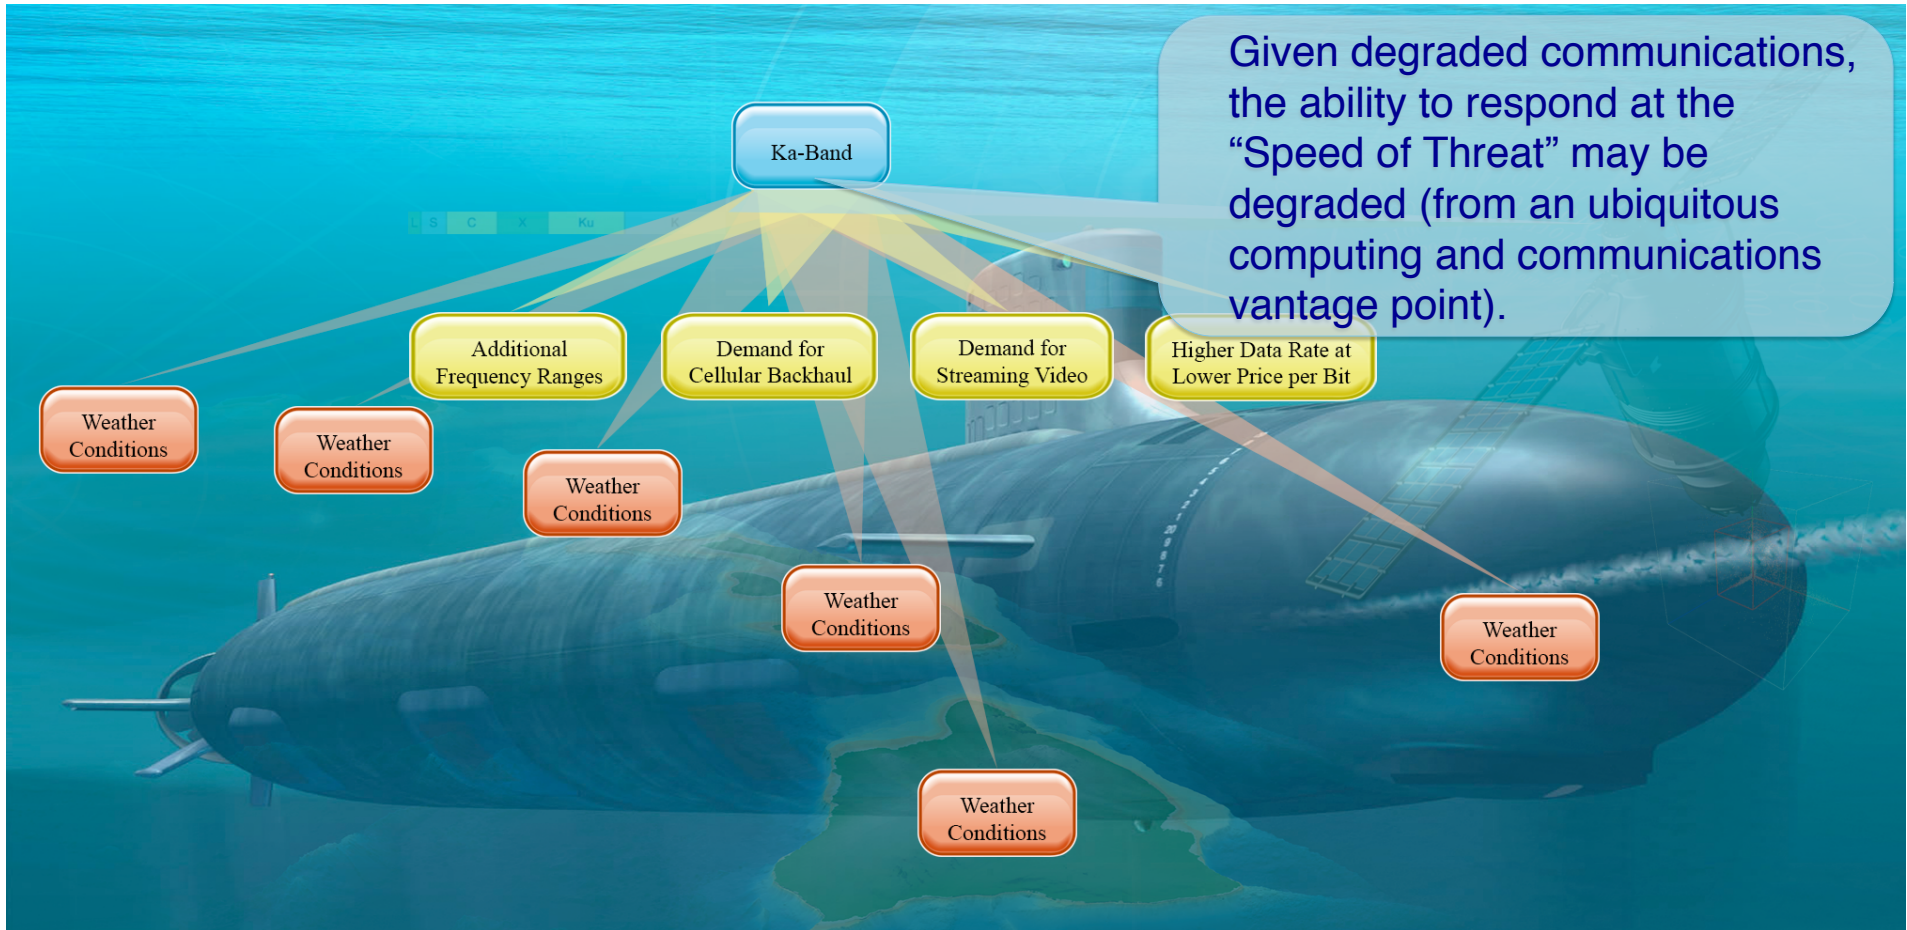 Given degraded communications,
the ability to respond at the
“Speed of Threat” may be
degraded (from an ubiquitous
computing and communications
vantage point).
Ka-Band
L S C X Ku K
Additional
Frequency Ranges
Demand for
Cellular Backhaul
Demand for
Streaming Video
Higher Data Rate at
Lower Price per Bit
Weather
Conditions
Weather
Conditions
Weather
Conditions
Weather
Conditions
Weather
Conditions
Weather
Conditions